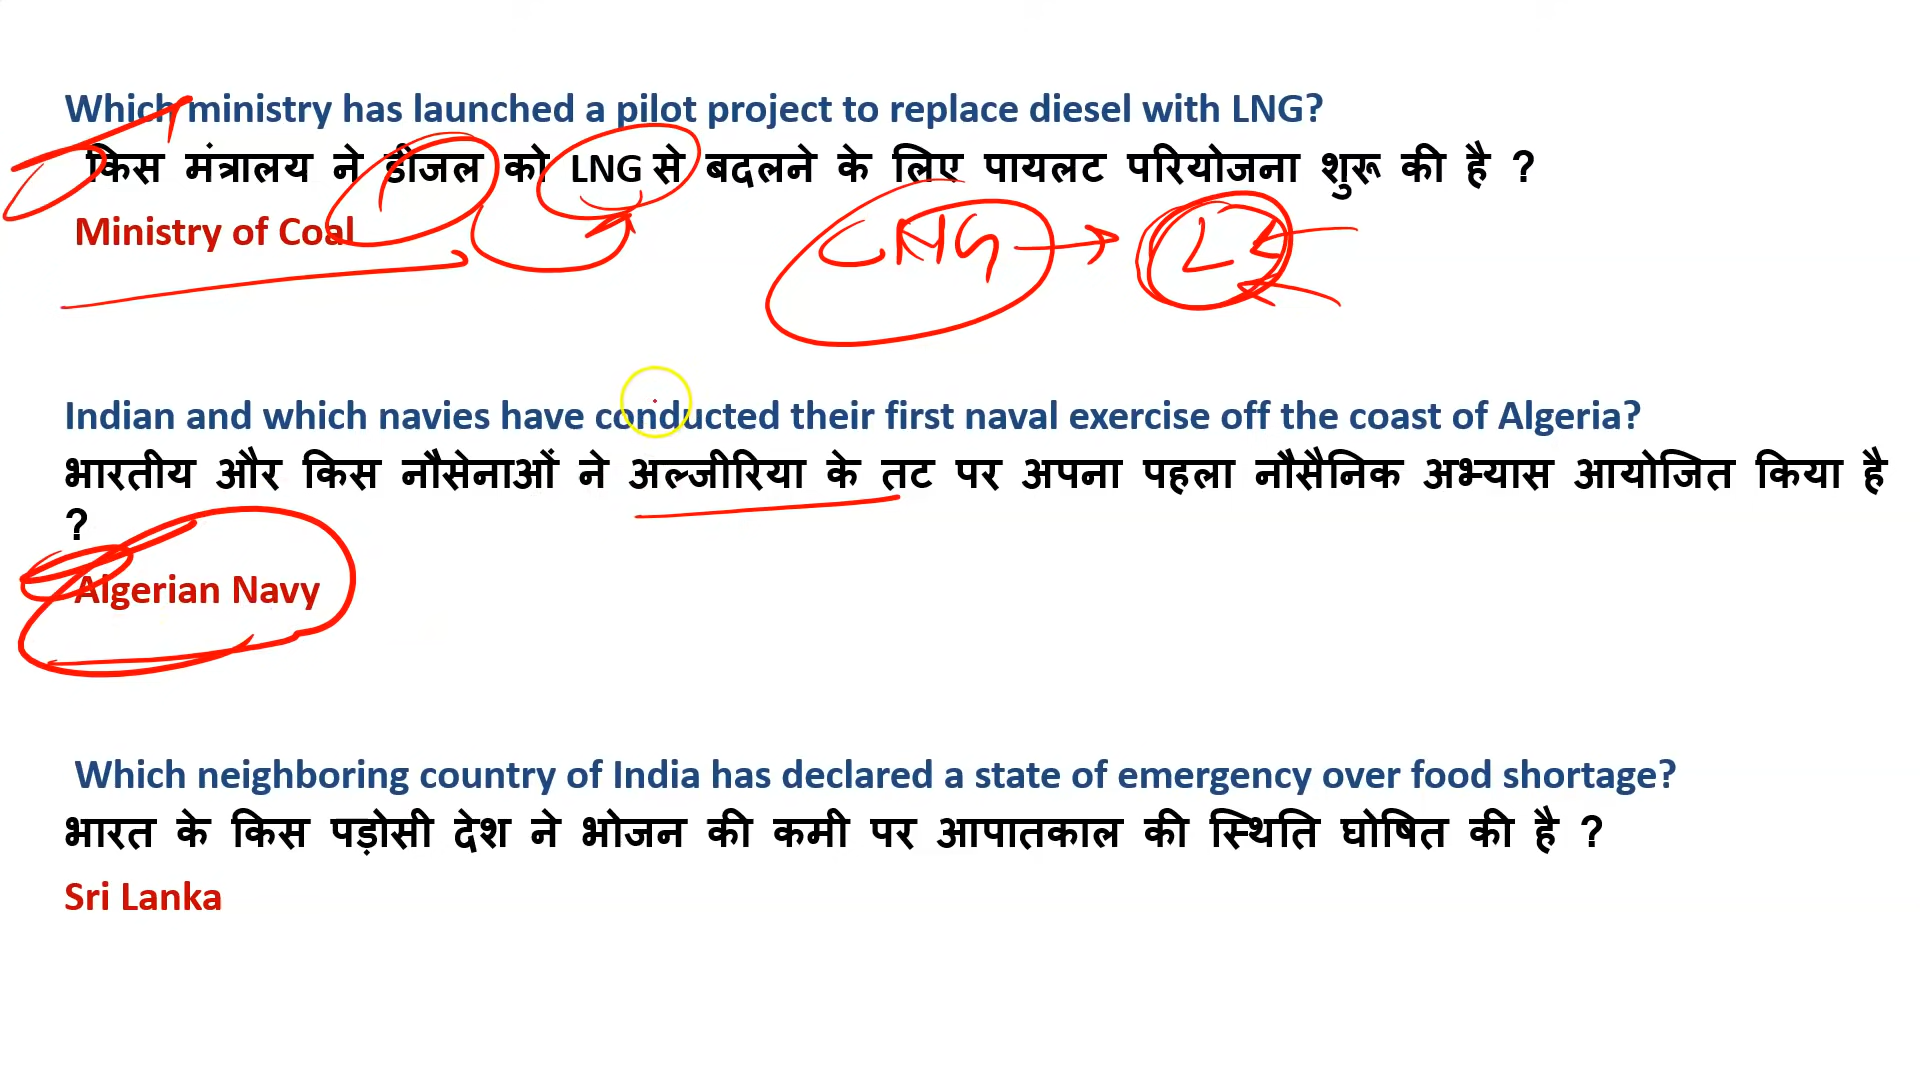 Which ministry has launched a pilot project to replace diesel with LNG?
किस मंत्रालय ने डीजल को LNG से बदलने के लिए पायलट परियोजना शुरू की है ?
Ministry of Coal
CNG
Indian and which navies have conducted their first naval exercise off the coast of Algeria?
भारतीय और किस नौसेनाओं ने अल्जीरिया के तट पर अपना पहला नौसैनिक अभ्यास आयोजित किया है
?
Algerian Navy
Which neighboring country of India has declared a state of emergency over food shortage?
भारत के किस पड़ोसी देश ने भोजन की कमी पर आपातकाल की स्थिति घोषित की है ?
Sri Lanka